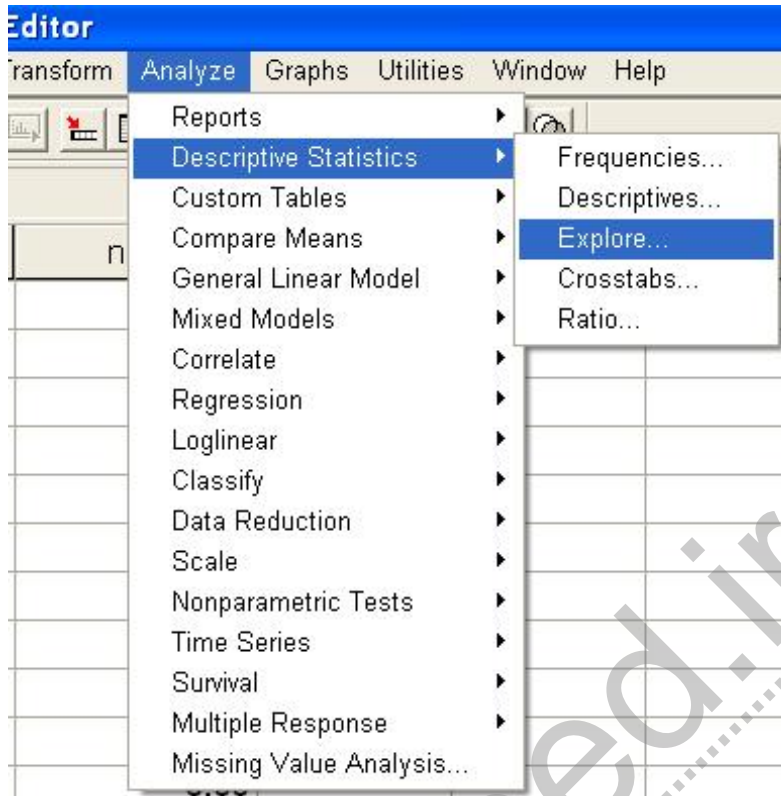 Editor
Transform Analyze Graphs Utilities Window Help
Reports
Descriptive Statistics
Custom Tables
Compare Means
General Linear Model
Mixed Models
Correlate
Regression
Loglinear
Classify
Data Reduction
Scale
Nonparametric Tests
Time Series
Survival
Multiple Response
Missing Value Analysis...
Frequencies...
Descriptives...
Explore...
Crosstabs...
Ratio...
n
ed.ir